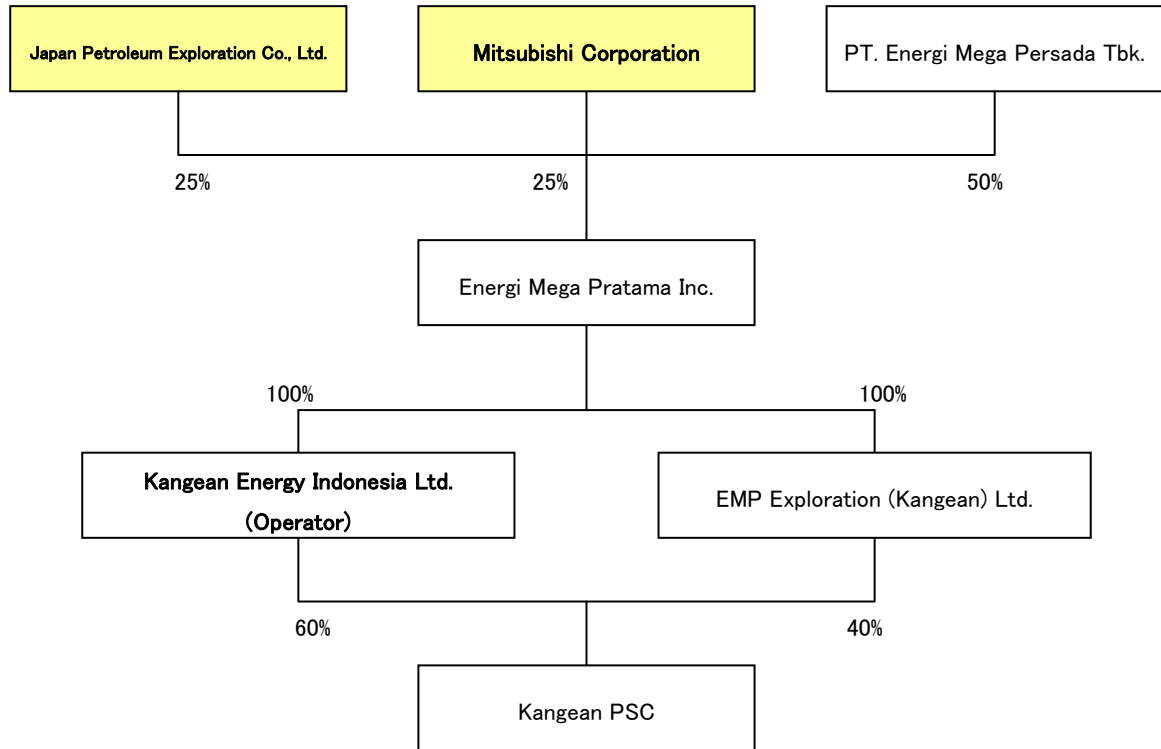 Japan Petroleum Exploration Co., Ltd.
Mitsubishi Corporation
PT. Energi Mega Persada Tbk.
25%
25%
50%
Energi Mega Pratama Inc.
100%
100%
Kangean Energy Indonesia Ltd.
(Operator)
EMP Exploration (Kangean) Ltd.
60%
40%
Kangean PSC